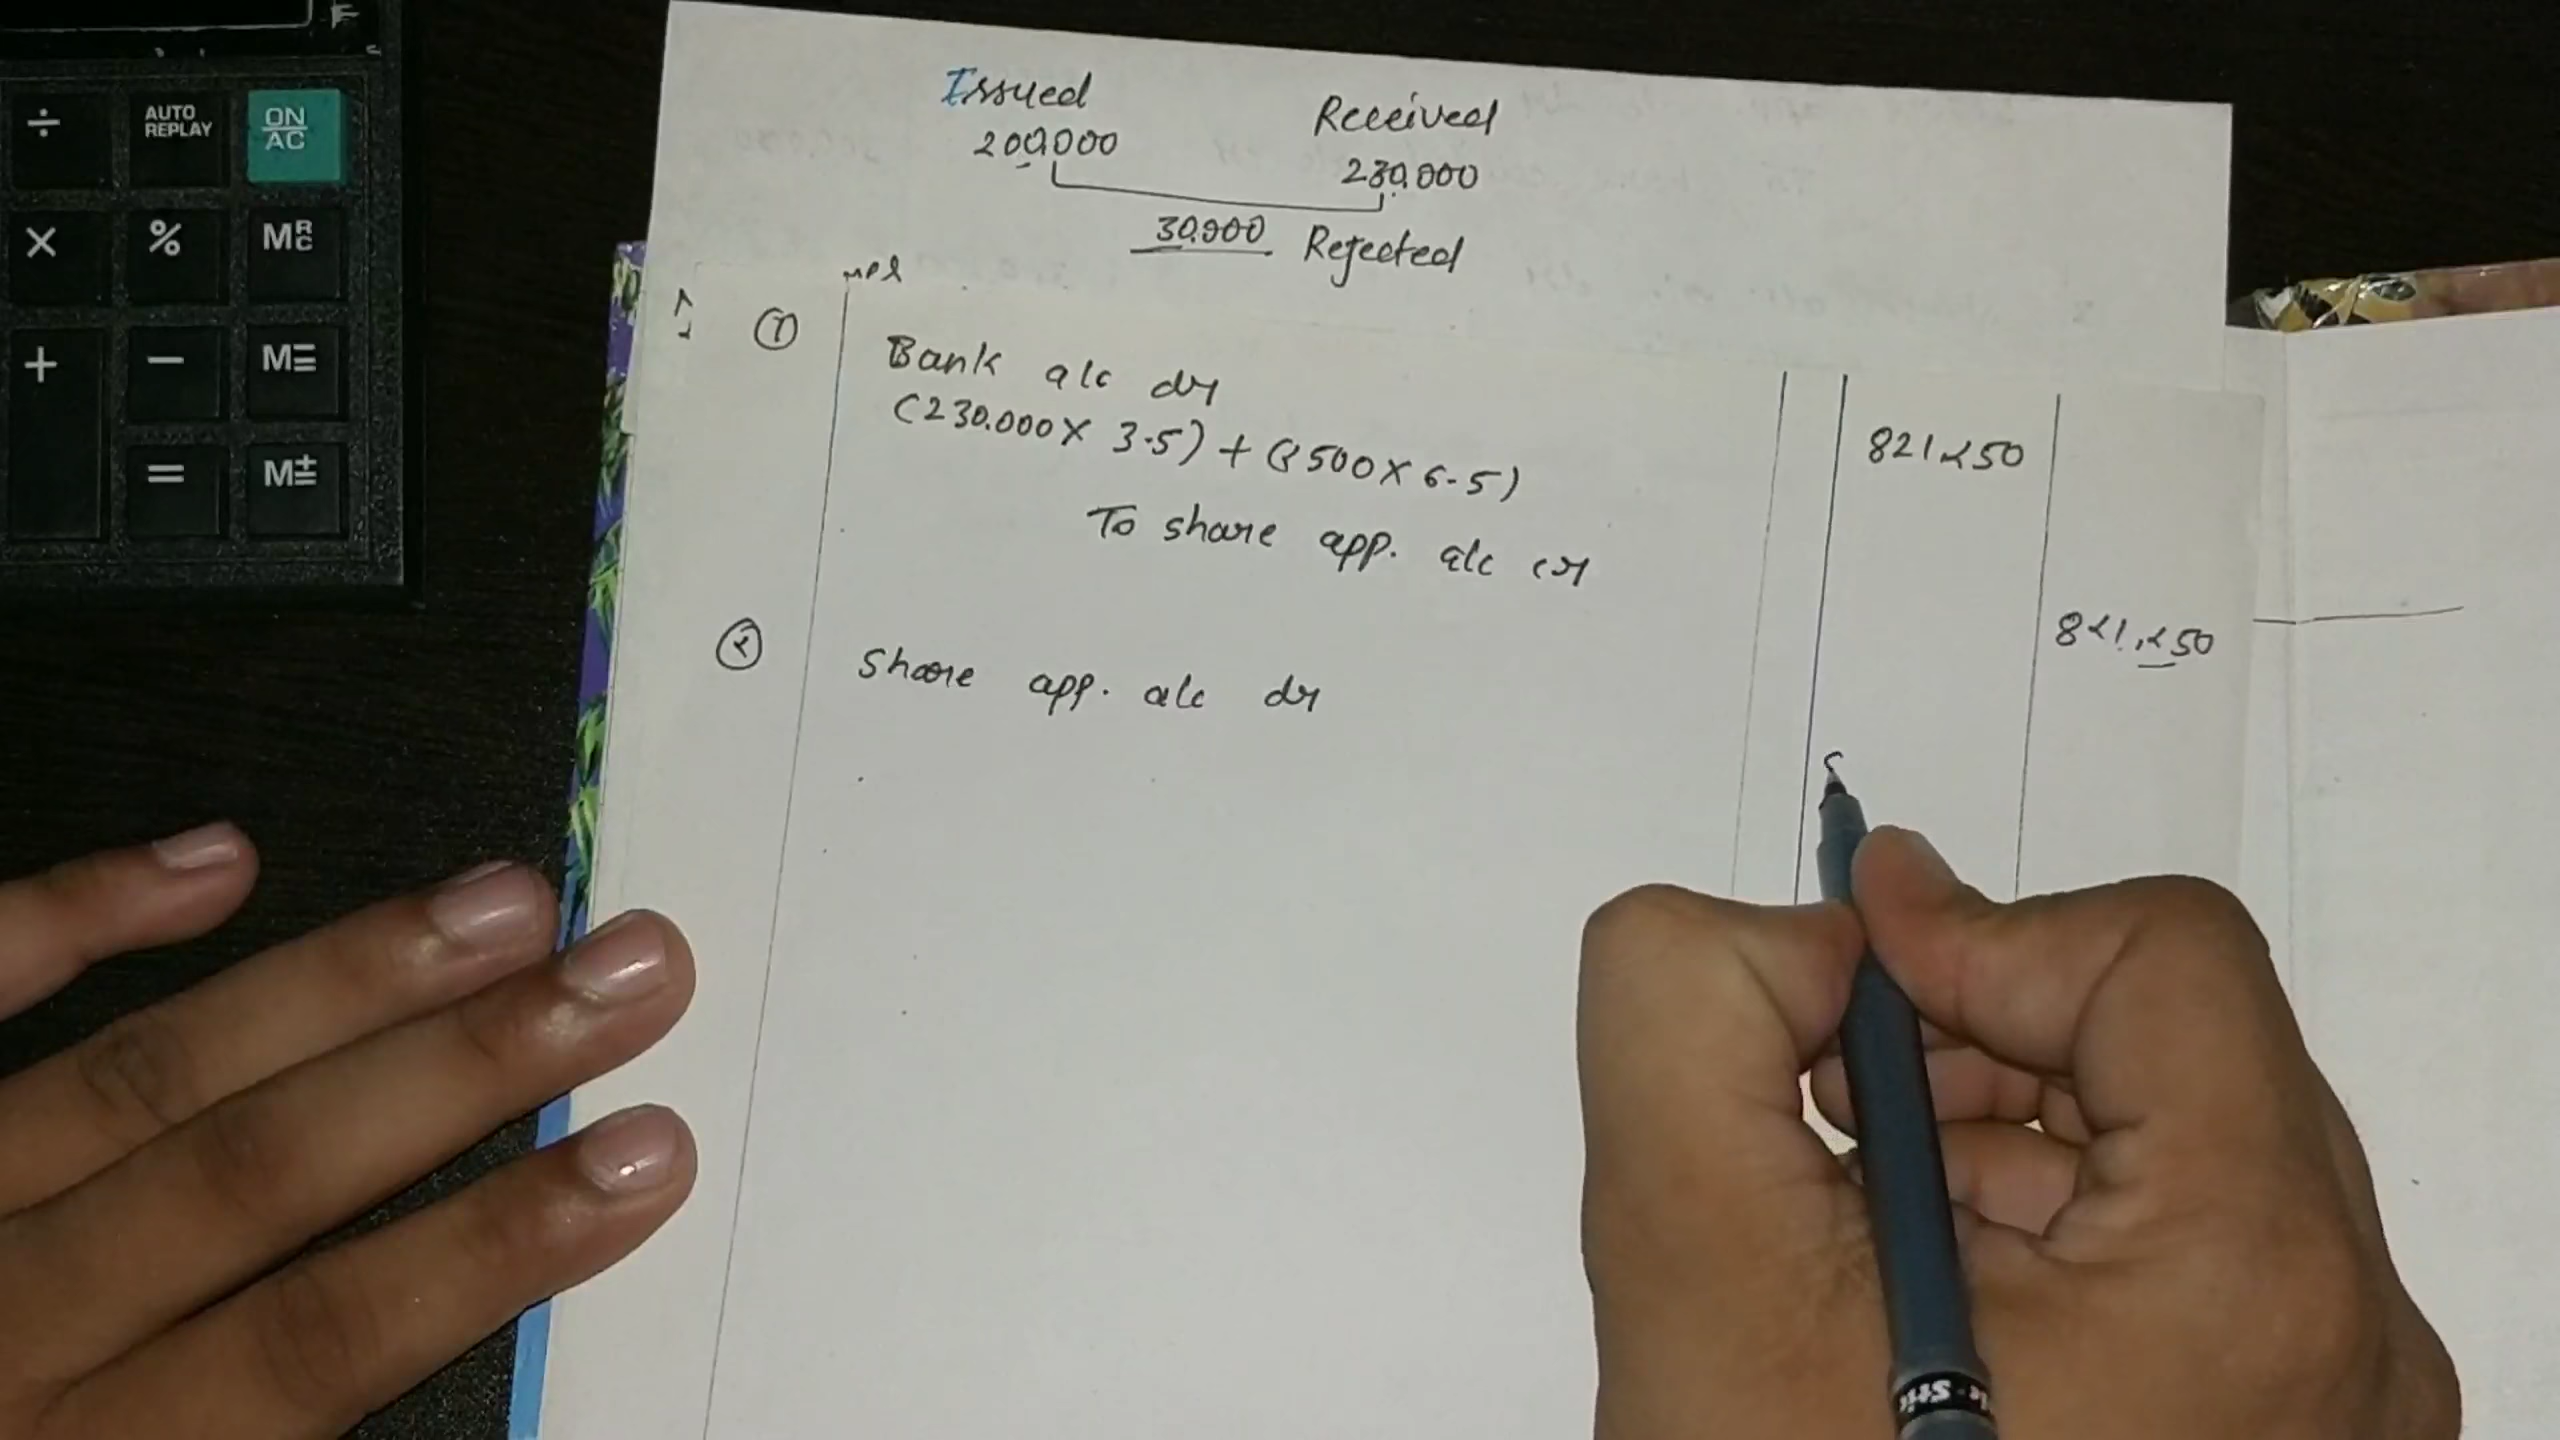 ÷ AUTO REPLAY ON AC
× % MRC
+ − M=
= M±
Issued Received
200,000 230,000
30,000 Rejected
① Bank a/c dr
(230,000 × 3.5) + (2500 × 6.5) 821250
To share app. a/c cr
821,250
② Share app. a/c dr